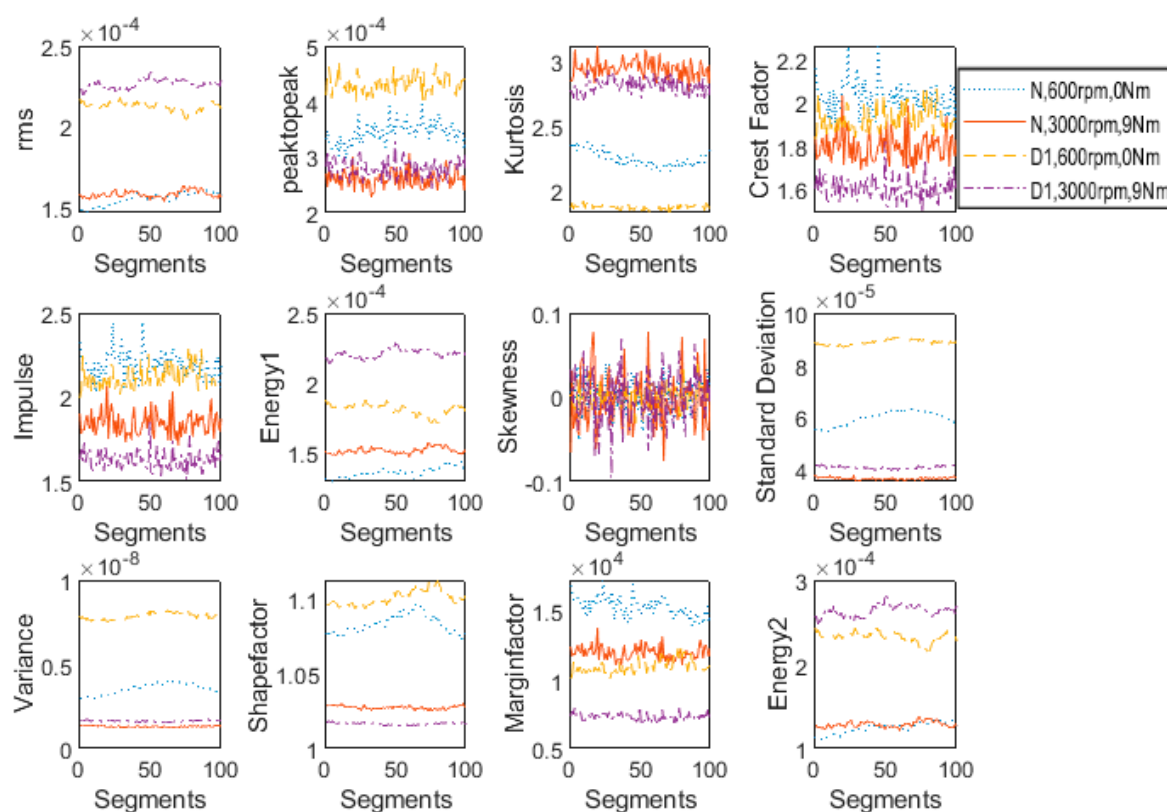 ×10⁻⁴
2.5
2
1.5
rms
0 50 100
Segments
×10⁻⁴
5
4
3
2
peaktopeak
0 50 100
Segments
3
2.5
2
Kurtosis
0 50 100
Segments
2.2
2
1.8
1.6
Crest Factor
0 50 100
Segments
N,600rpm,0Nm
N,3000rpm,9Nm
D1,600rpm,0Nm
D1,3000rpm,9Nm
2.5
2
1.5
Impulse
0 50 100
Segments
×10⁻⁴
2.5
2
1.5
Energy1
0 50 100
Segments
0.1
0
-0.1
Skewness
0 50 100
Segments
×10⁻⁵
10
8
6
4
Standard Deviation
0 50 100
Segments
×10⁻⁸
1
0.5
0
Variance
0 50 100
Segments
1.1
1.05
1
Shapefactor
0 50 100
Segments
×10⁴
1.5
1
0.5
Marginfactor
0 50 100
Segments
×10⁻⁴
3
2
1
Energy2
0 50 100
Segments